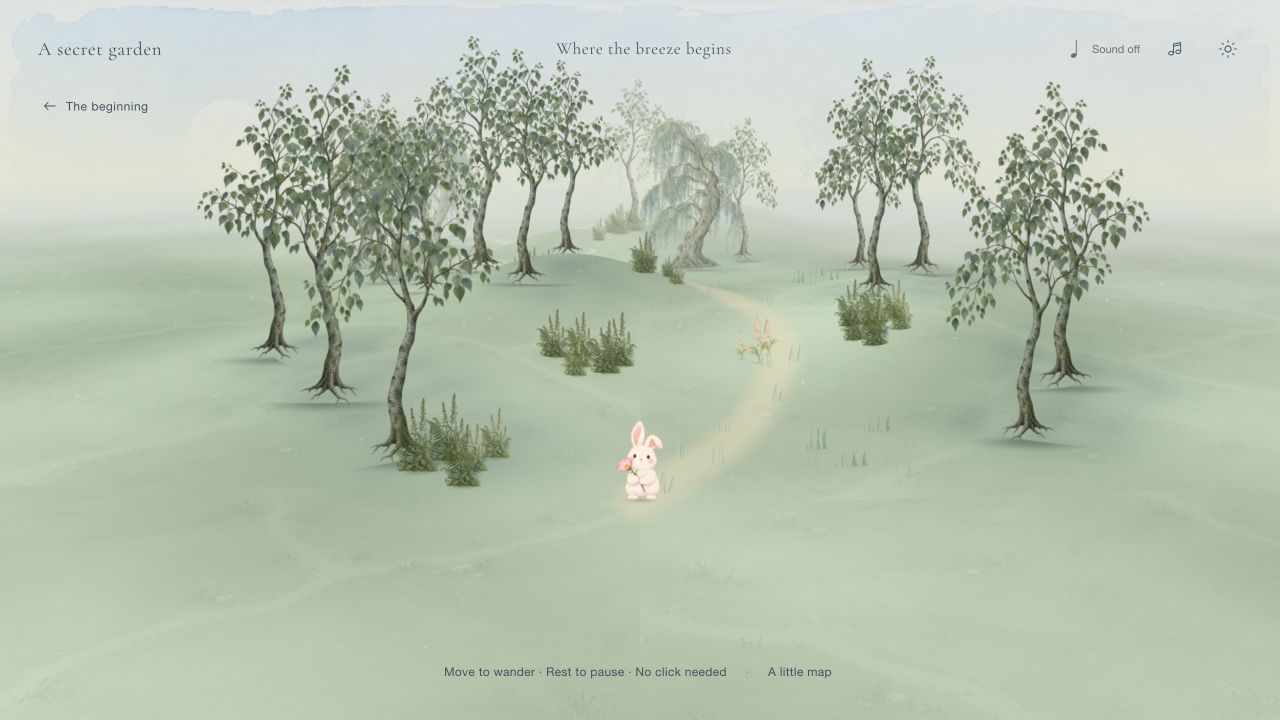 A secret garden
Where the breeze begins
Sound off
The beginning
Move to wander · Rest to pause · No click needed · A little map